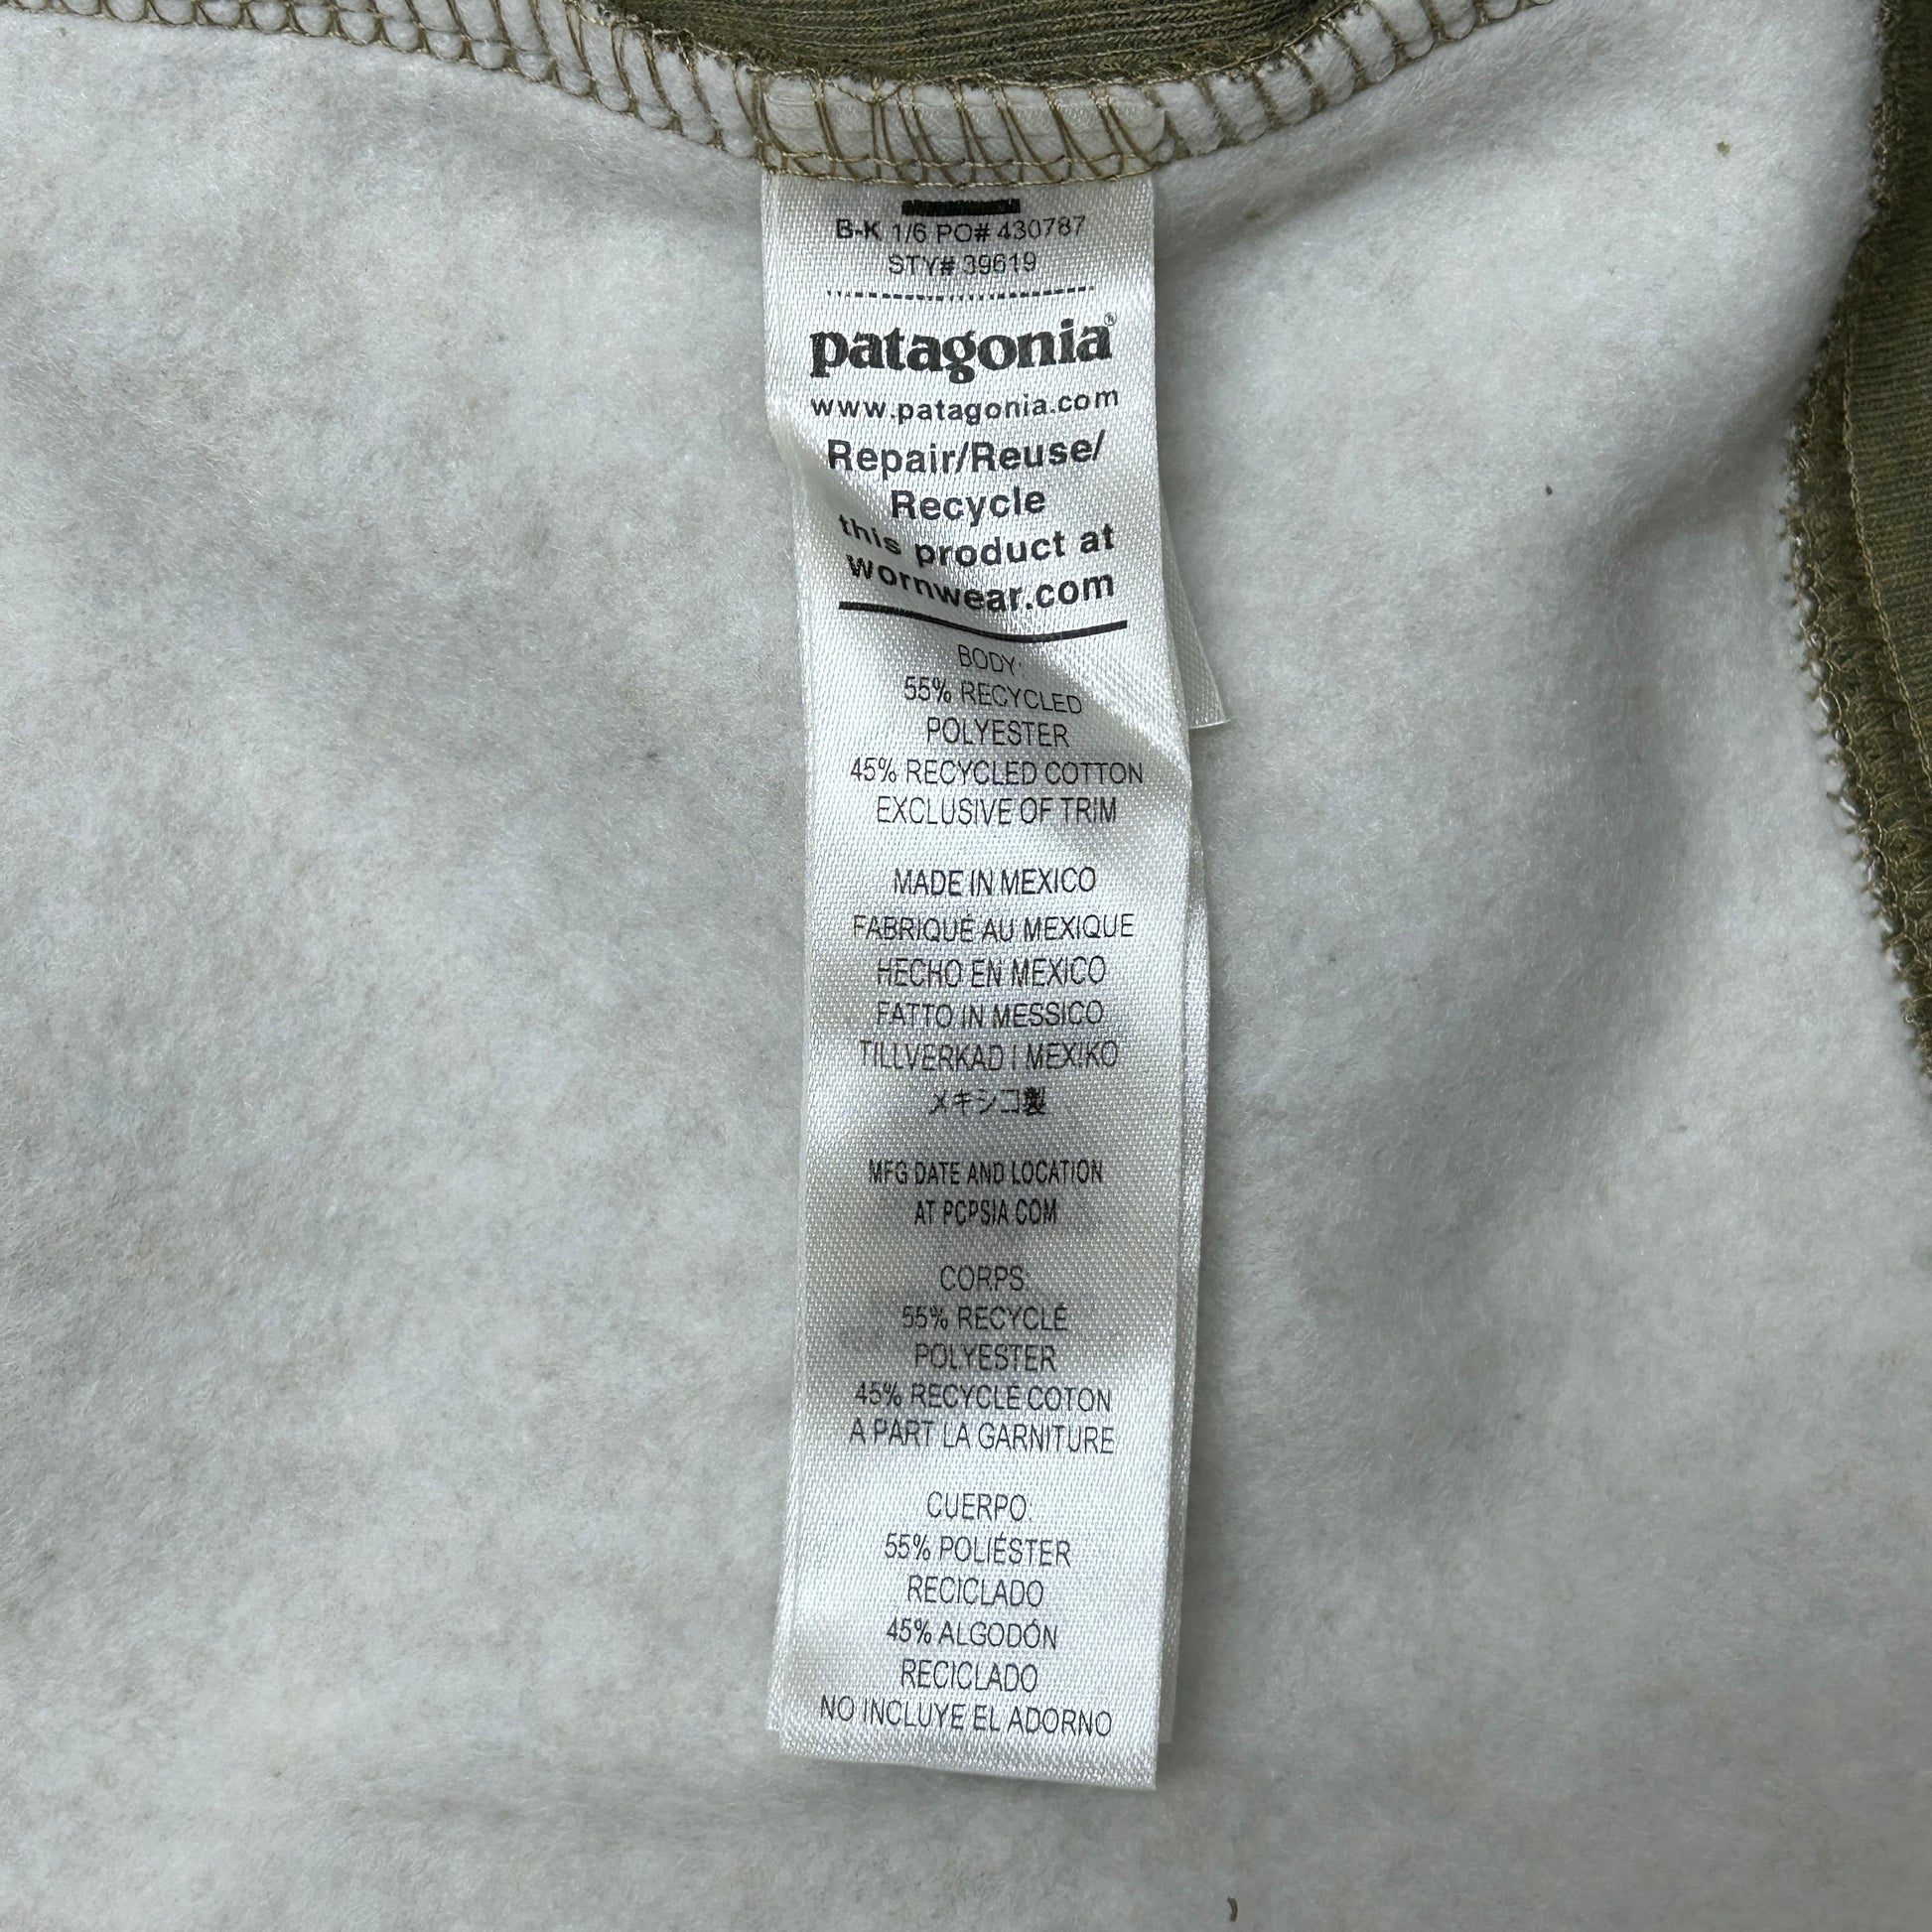 B-K 1/6 PO# 430787
STY# 39619
patagonia®
www.patagonia.com
Repair/Reuse/
Recycle
this product at
wornwear.com
BODY:
55% RECYCLED
POLYESTER
45% RECYCLED COTTON
EXCLUSIVE OF TRIM
MADE IN MEXICO
FABRIQUÉ AU MEXIQUE
HECHO EN MEXICO
FATTO IN MESSICO
TILLVERKAD I MEXIKO
メキシコ製
MFG DATE AND LOCATION
AT PCPSIA.COM
CORPS:
55% RECYCLÉ
POLYESTER
45% RECYCLÉ COTON
A PART LA GARNITURE
CUERPO:
55% POLIÉSTER
RECICLADO
45% ALGODÓN
RECICLADO
NO INCLUYE EL ADORNO